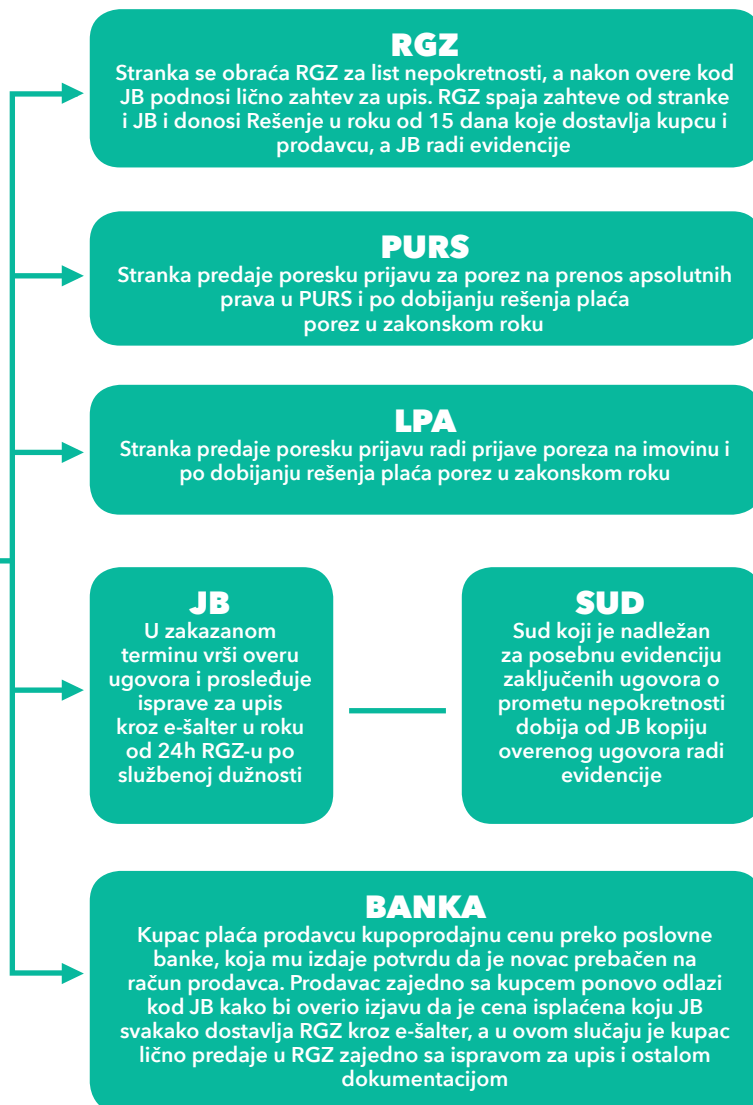 RGZ
Stranka se obraća RGZ za list nepokretnosti, a nakon overe kod
JB podnosi lično zahtev za upis. RGZ spaja zahteve od stranke
i JB i donosi Rešenje u roku od 15 dana koje dostavlja kupcu i
prodavcu, a JB radi evidencije
PURS
Stranka predaje poresku prijavu za porez na prenos apsolutnih
prava u PURS i po dobijanju rešenja plaća
porez u zakonskom roku
LPA
Stranka predaje poresku prijavu radi prijave poreza na imovinu i
po dobijanju rešenja plaća porez u zakonskom roku
JB
U zakazanom
terminu vrši overu
ugovora i prosleđuje
isprave za upis
kroz e-šalter u roku
od 24h RGZ-u po
službenoj dužnosti
SUD
Sud koji je nadležan
za posebnu evidenciju
zaključenih ugovora o
prometu nepokretnosti
dobija od JB kopiju
overenog ugovora radi
evidencije
BANKA
Kupac plaća prodavcu kupoprodajnu cenu preko poslovne
banke, koja mu izdaje potvrdu da je novac prebačen na
račun prodavca. Prodavac zajedno sa kupcem ponovo odlazi
kod JB kako bi overio izjavu da je cena isplaćena koju JB
svakako dostavlja RGZ kroz e-šalter, a u ovom slučaju je kupac
lično predaje u RGZ zajedno sa ispravom za upis i ostalom
dokumentacijom